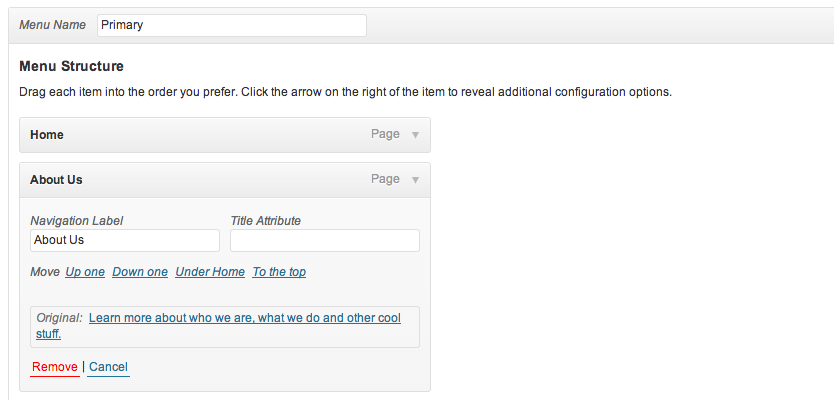 Menu Name Primary
Menu Structure
Drag each item into the order you prefer. Click the arrow on the right of the item to reveal additional configuration options.
Home Page
About Us Page
Navigation Label Title Attribute
About Us
Move Up one Down one Under Home To the top
Original: Learn more about who we are, what we do and other cool
stuff.
Remove | Cancel